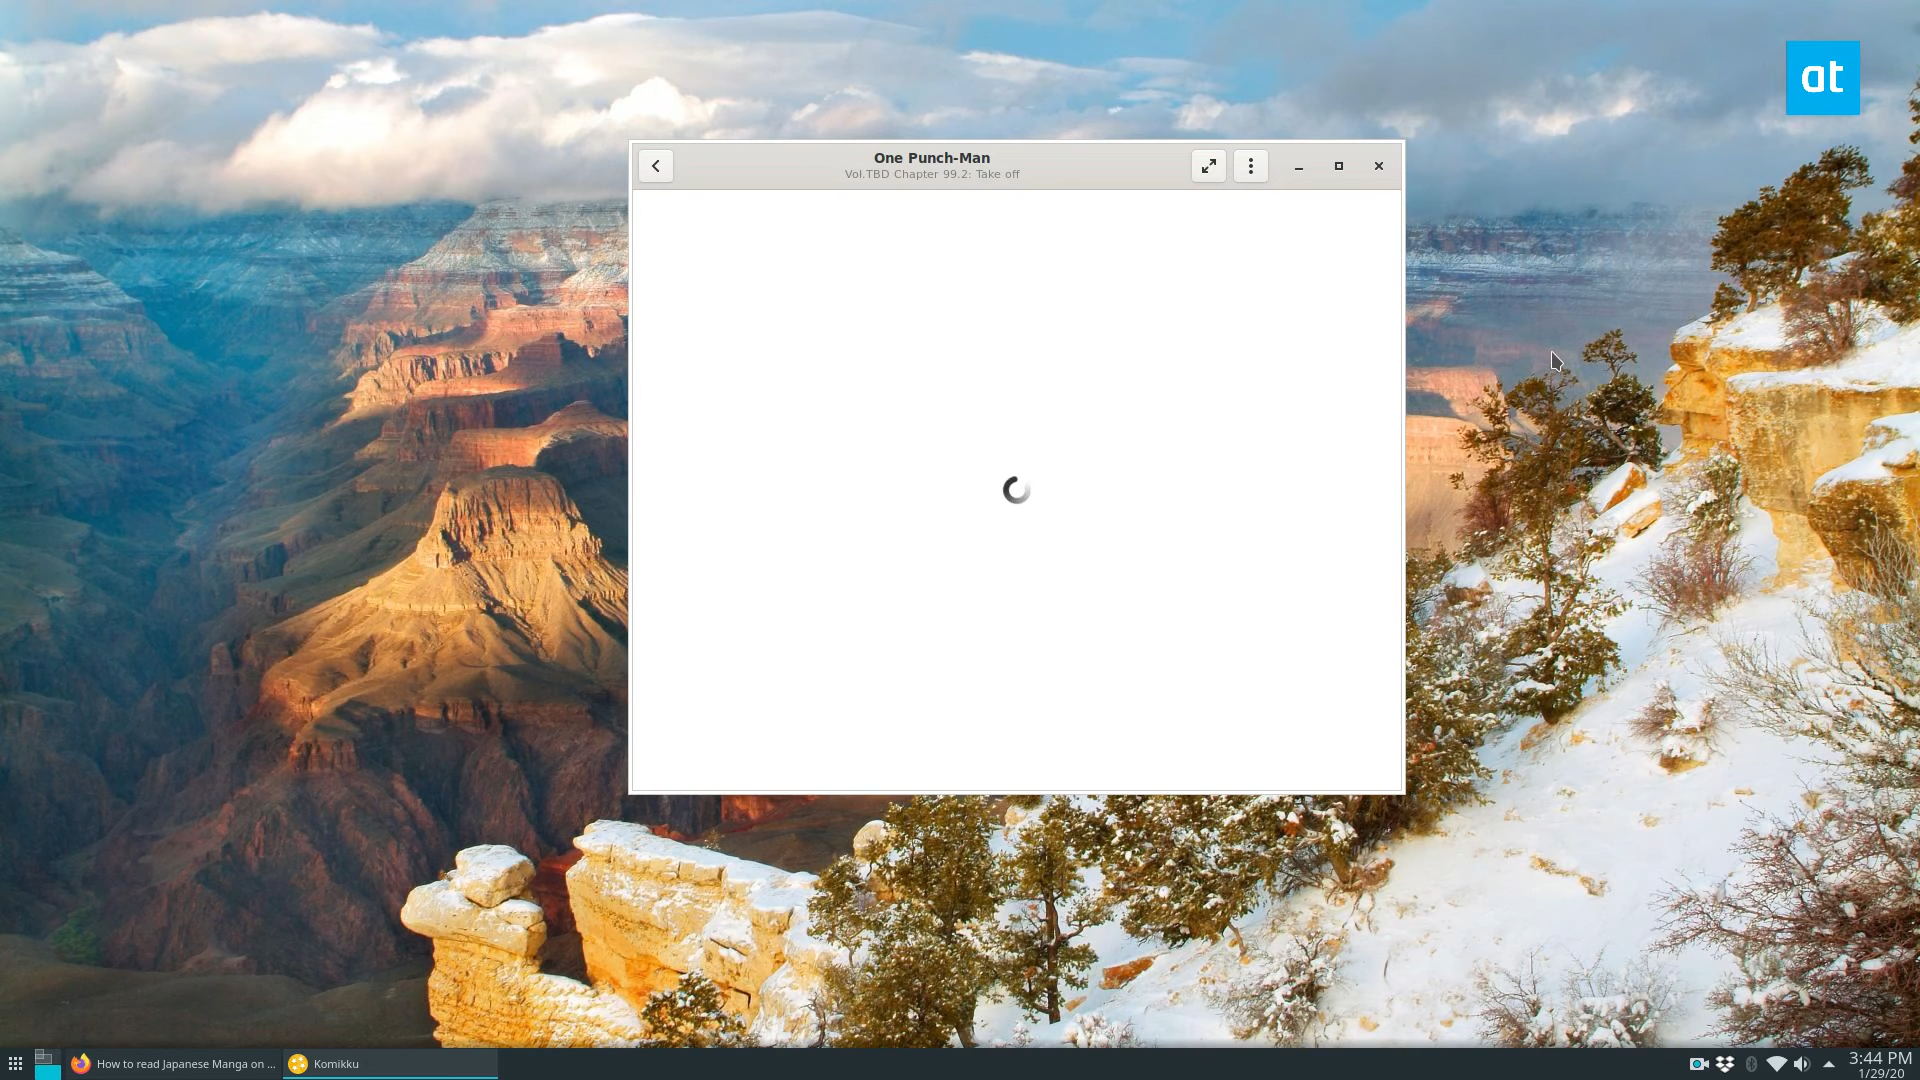 at
One Punch-Man
Vol.TBD Chapter 99.2: Take off
How to read Japanese Manga on ...
Komikku
3:44 PM
1/29/20